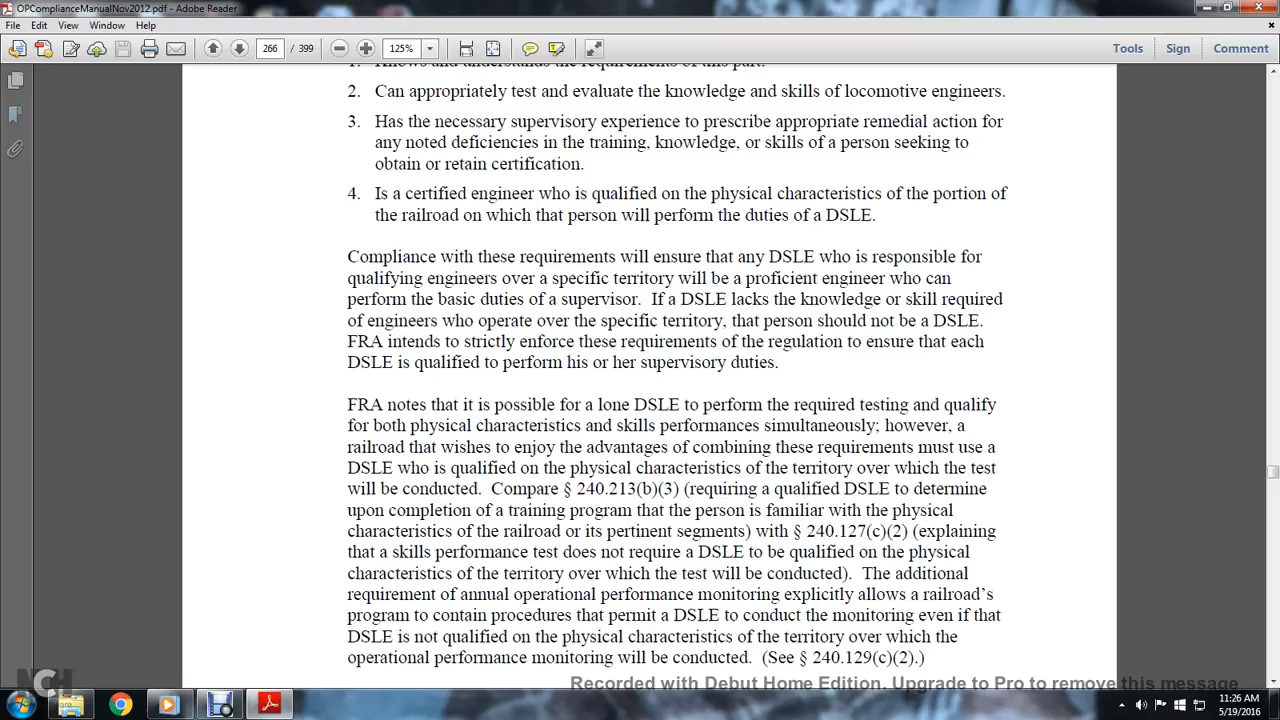 OPComplianceManualNov2012.pdf - Adobe Reader
File Edit View Window Help
266 / 399 125% Tools Sign Comment
1. Knows and understands the requirements of this part.
2. Can appropriately test and evaluate the knowledge and skills of locomotive engineers.
3. Has the necessary supervisory experience to prescribe appropriate remedial action for
any noted deficiencies in the training, knowledge, or skills of a person seeking to
obtain or retain certification.
4. Is a certified engineer who is qualified on the physical characteristics of the portion of
the railroad on which that person will perform the duties of a DSLE.
Compliance with these requirements will ensure that any DSLE who is responsible for
qualifying engineers over a specific territory will be a proficient engineer who can
perform the basic duties of a supervisor. If a DSLE lacks the knowledge or skill required
of engineers who operate over the specific territory, that person should not be a DSLE.
FRA intends to strictly enforce these requirements of the regulation to ensure that each
DSLE is qualified to perform his or her supervisory duties.
FRA notes that it is possible for a lone DSLE to perform the required testing and qualify
for both physical characteristics and skills performances simultaneously; however, a
railroad that wishes to enjoy the advantages of combining these requirements must use a
DSLE who is qualified on the physical characteristics of the territory over which the test
will be conducted. Compare § 240.213(b)(3) (requiring a qualified DSLE to determine
upon completion of a training program that the person is familiar with the physical
characteristics of the railroad or its pertinent segments) with § 240.127(c)(2) (explaining
that a skills performance test does not require a DSLE to be qualified on the physical
characteristics of the territory over which the test will be conducted). The additional
requirement of annual operational performance monitoring explicitly allows a railroad's
program to contain procedures that permit a DSLE to conduct the monitoring even if that
DSLE is not qualified on the physical characteristics of the territory over which the
operational performance monitoring will be conducted. (See § 240.129(c)(2).)
NCH
Recorded with Debut Home Edition. Upgrade to Pro to remove this message
11:26 AM
5/19/2016